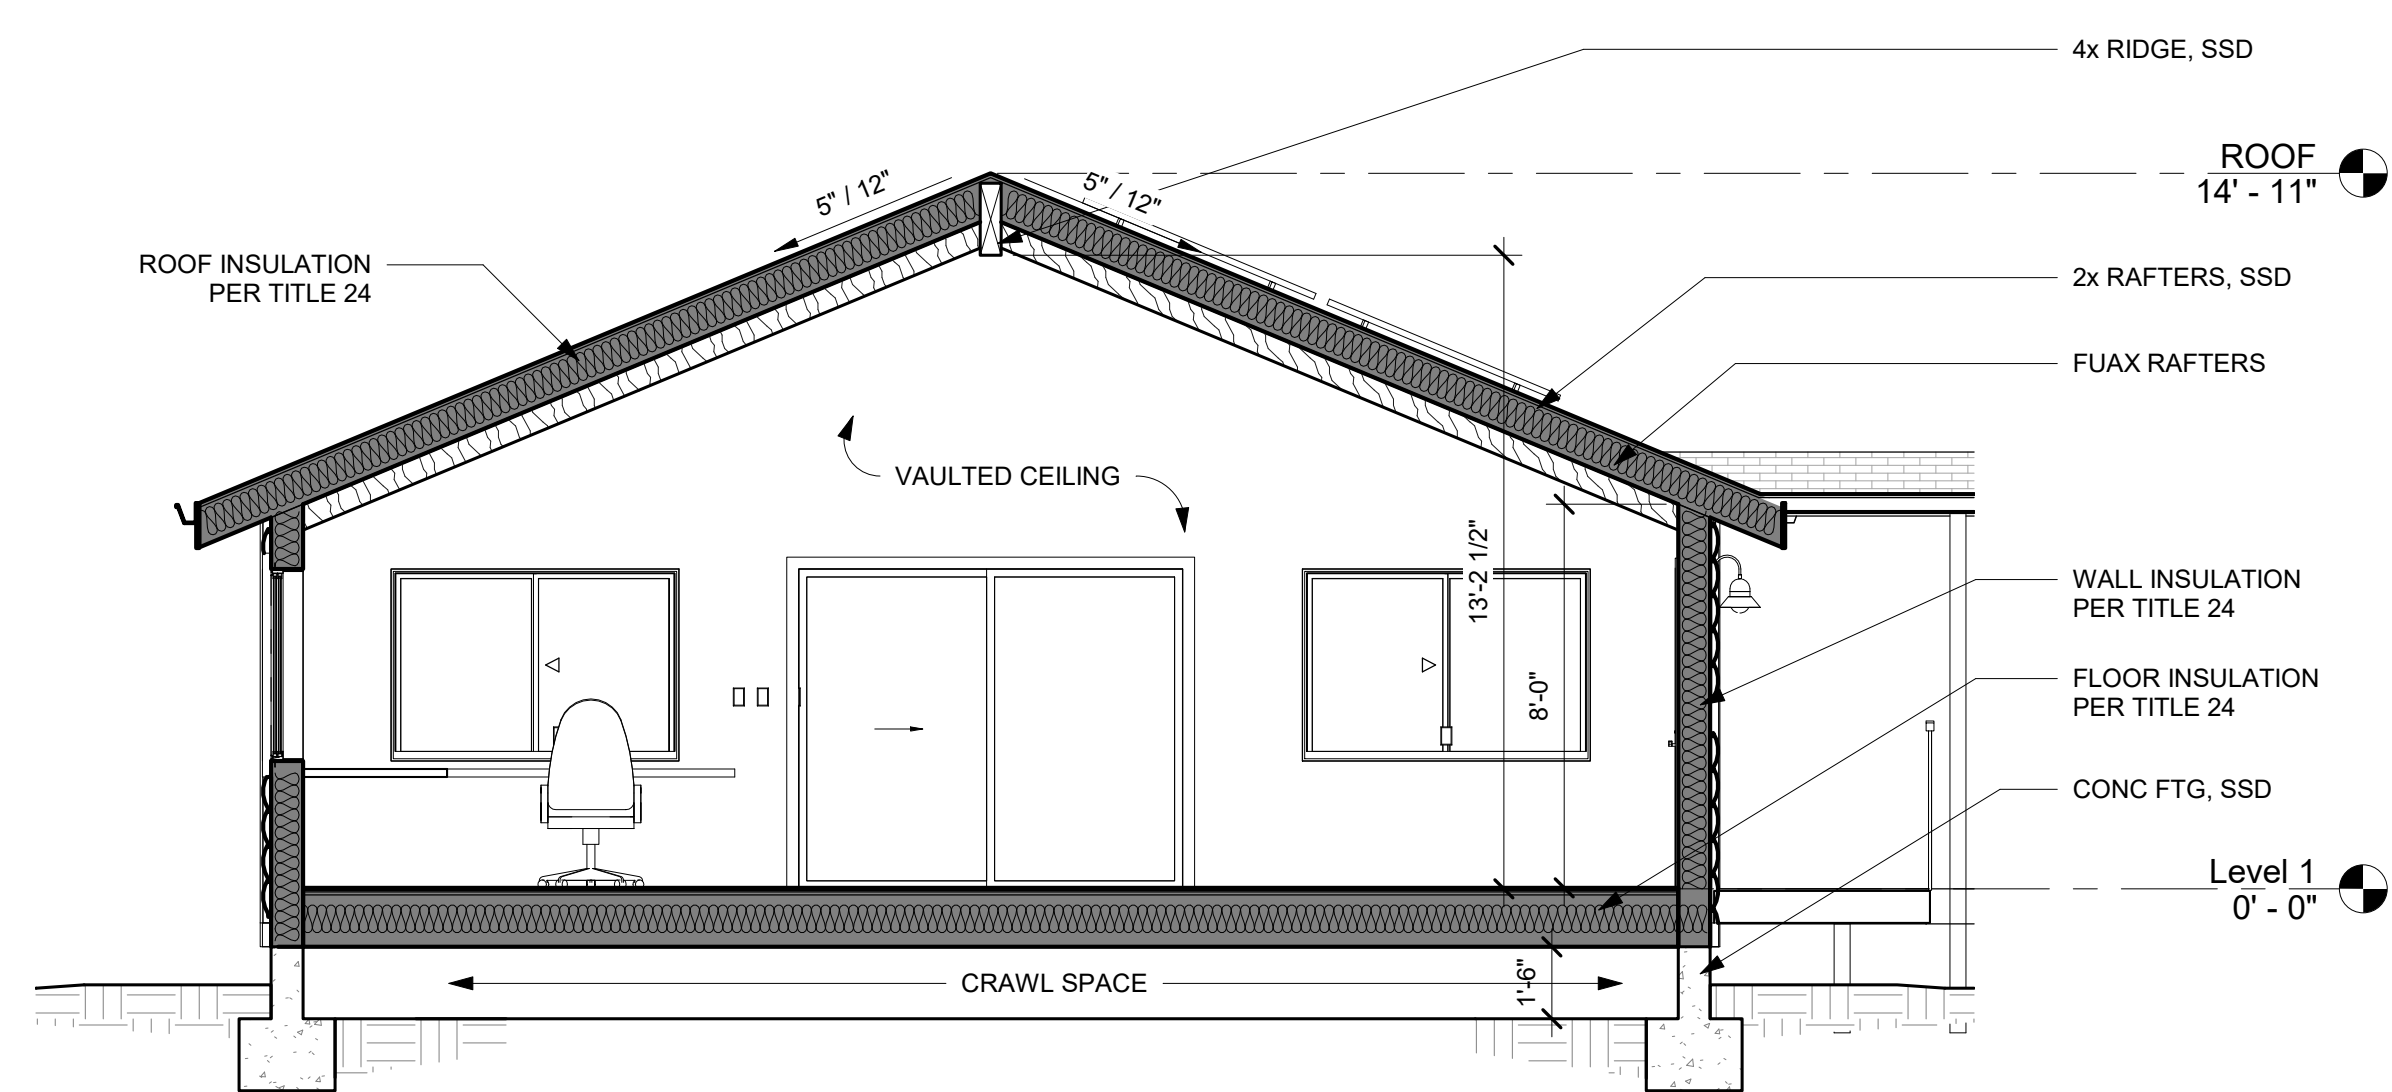 4x RIDGE, SSD
ROOF
14' - 11"
5" / 12"
5" / 12"
ROOF INSULATION
PER TITLE 24
2x RAFTERS, SSD
FUAX RAFTERS
VAULTED CEILING
13'-2 1/2"
8'-0"
WALL INSULATION
PER TITLE 24
FLOOR INSULATION
PER TITLE 24
CONC FTG, SSD
Level 1
0' - 0"
CRAWL SPACE
1'-6"